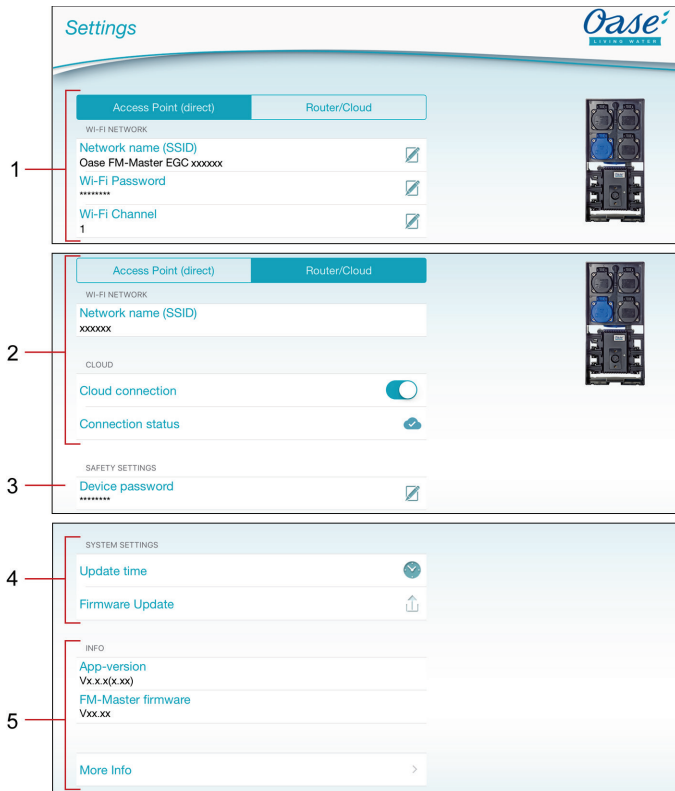 Settings
Oase
LIVING WATER
1
Access Point (direct) Router/Cloud
WI-FI NETWORK
Network name (SSID)
Oase FM-Master EGC xxxxxx
Wi-Fi Password
********
Wi-Fi Channel
1
2
Access Point (direct) Router/Cloud
WI-FI NETWORK
Network name (SSID)
xxxxxx
CLOUD
Cloud connection
Connection status
3
SAFETY SETTINGS
Device password
********
4
SYSTEM SETTINGS
Update time
Firmware Update
5
INFO
App-version
Vx.x.x(x.xx)
FM-Master firmware
Vxx.xx
More Info